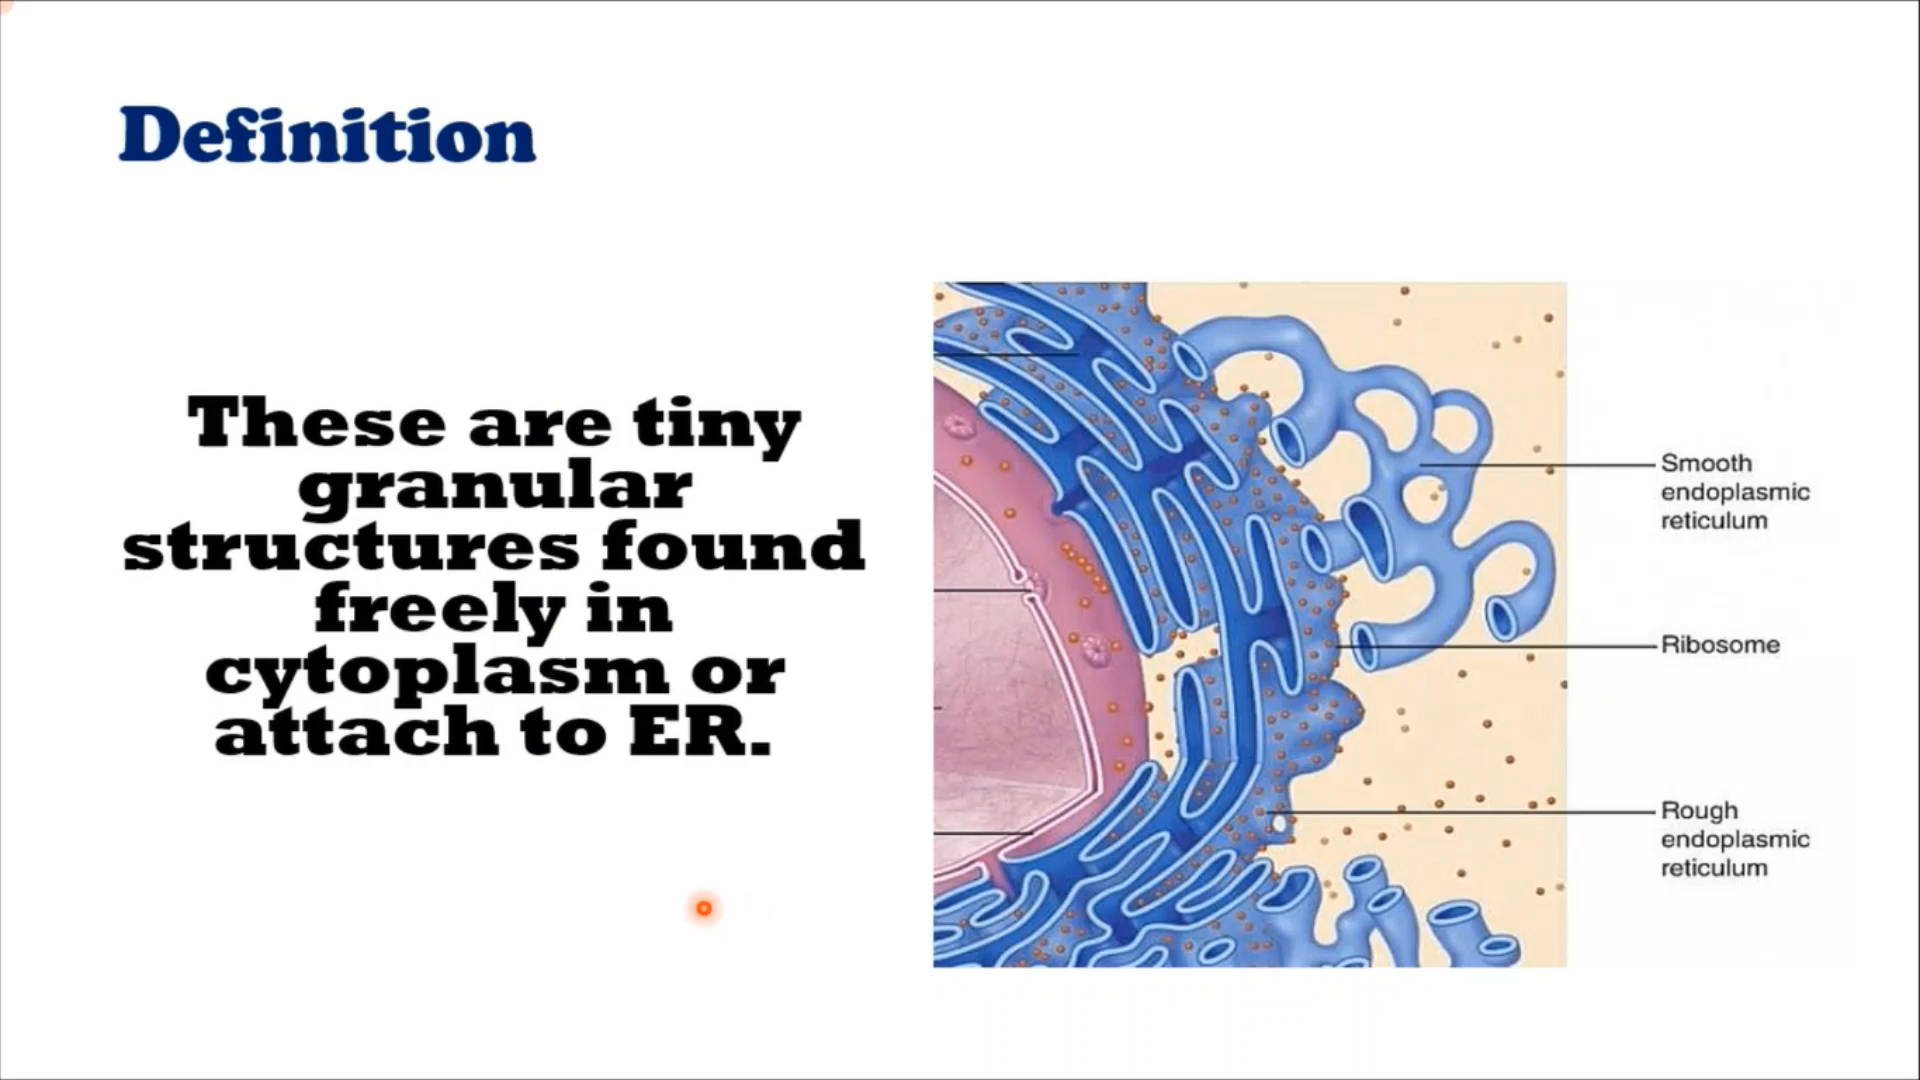 Definition
These are tiny
granular
structures found
freely in
cytoplasm or
attach to ER.
Smooth
endoplasmic
reticulum
Ribosome
Rough
endoplasmic
reticulum